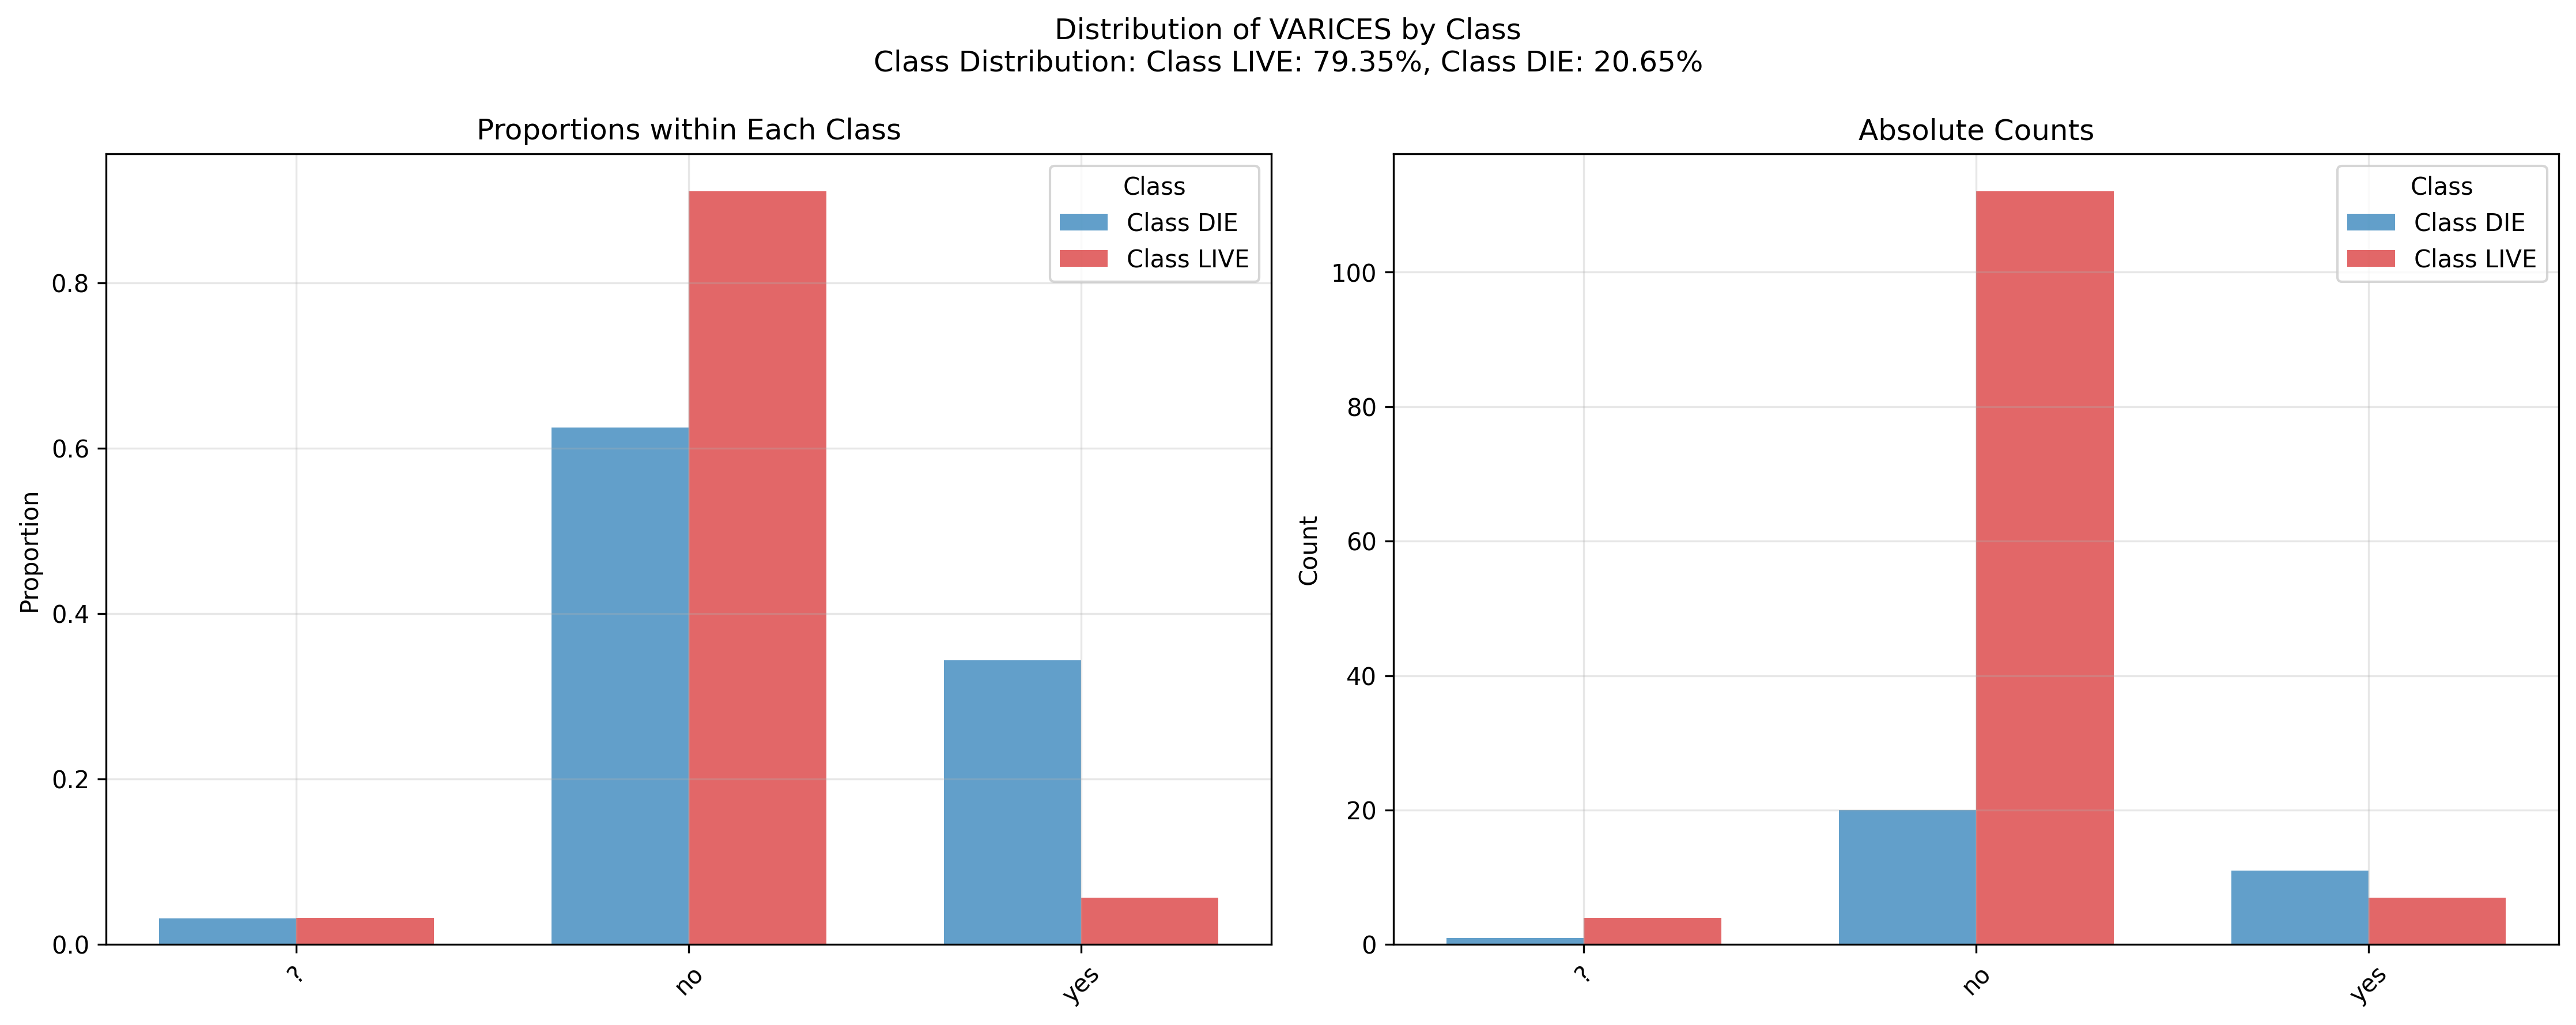 Distribution of VARICES by Class
Class Distribution: Class LIVE: 79.35%, Class DIE: 20.65%
Proportions within Each Class
Proportion
0.8
0.6
0.4
0.2
0.0
?
no
yes
Class
Class DIE
Class LIVE
Absolute Counts
Count
100
80
60
40
20
0
?
no
yes
Class
Class DIE
Class LIVE